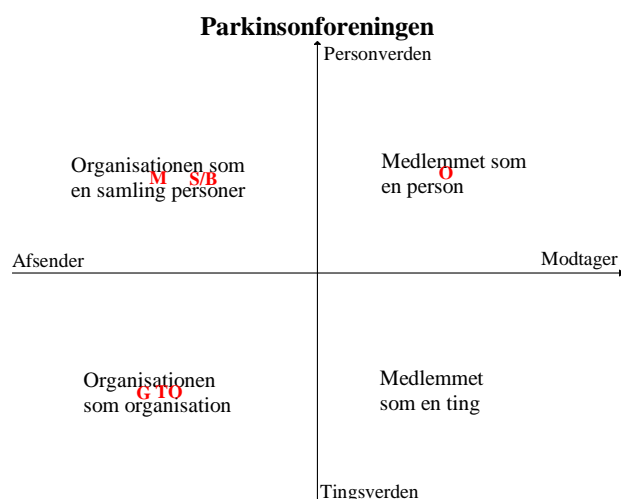 Parkinsonforeningen
Personverden
Organisationen som
M S/B
en samling personer
Medlemmet som
O
en person
Afsender
Modtager
Organisationen
G TO
som organisation
Medlemmet
som en ting
Tingsverden